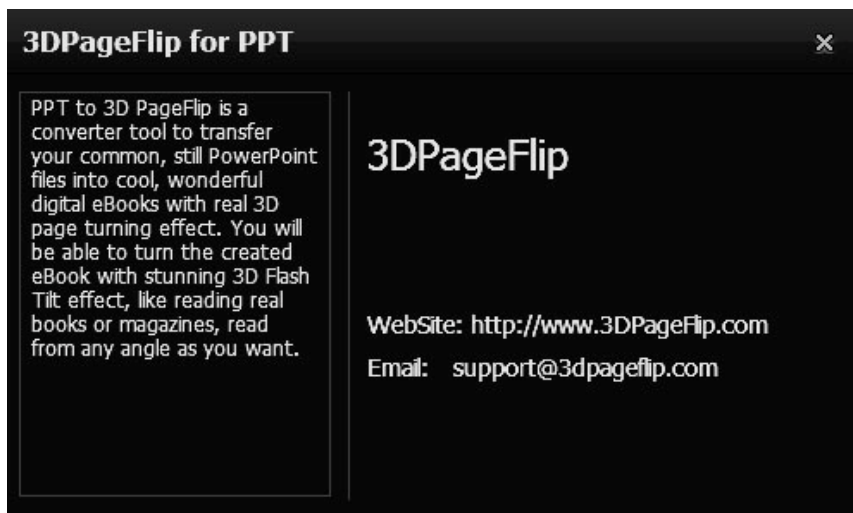 3DPageFlip for PPT
PPT to 3D PageFlip is a
converter tool to transfer
your common, still PowerPoint
files into cool, wonderful
digital eBooks with real 3D
page turning effect. You will
be able to turn the created
eBook with stunning 3D Flash
Tilt effect, like reading real
books or magazines, read
from any angle as you want.
3DPageFlip
WebSite: http://www.3DPageFlip.com
Email: support@3dpageflip.com